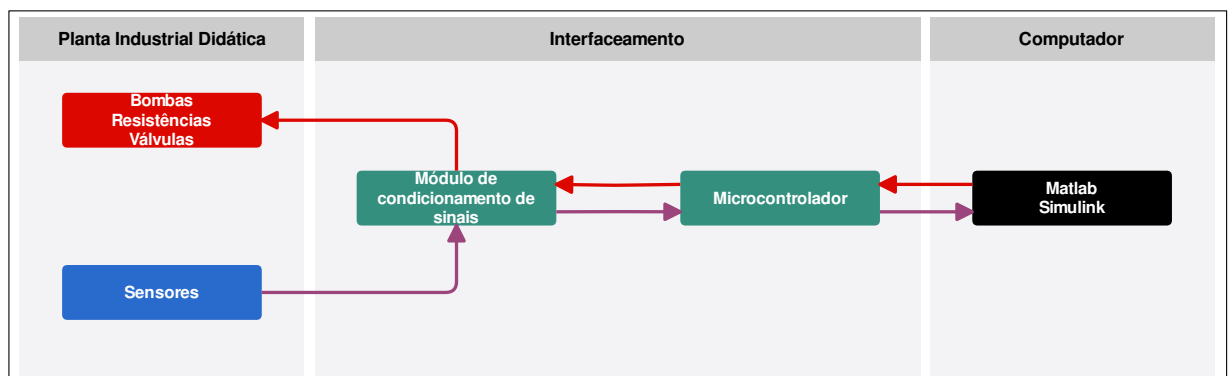 Planta Industrial Didática
Interfaceamento
Computador
Bombas
Resistências
Válvulas
Módulo de
condicionamento de
sinais
Microcontrolador
Matlab
Simulink
Sensores